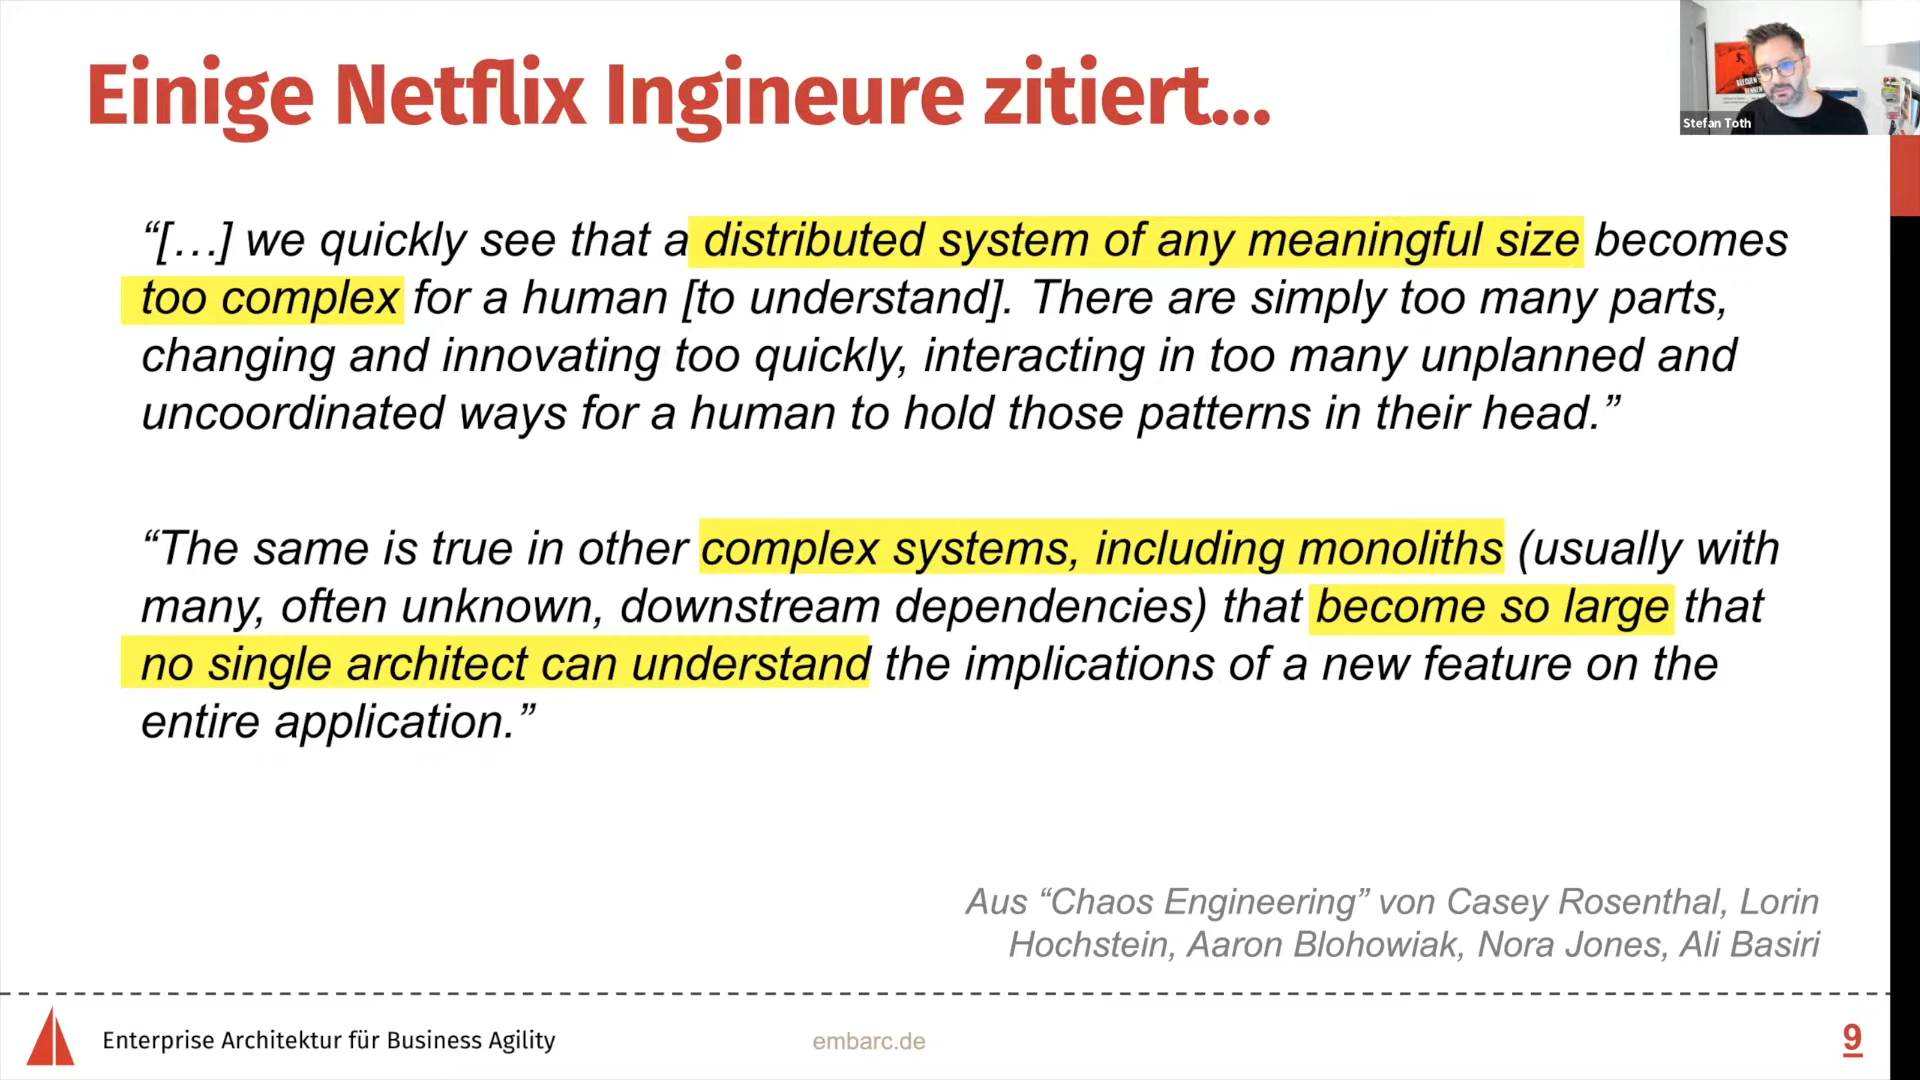 Einige Netflix Ingineure zitiert...
Stefan Toth
“[…] we quickly see that a distributed system of any meaningful size becomes
too complex for a human [to understand]. There are simply too many parts,
changing and innovating too quickly, interacting in too many unplanned and
uncoordinated ways for a human to hold those patterns in their head.”
“The same is true in other complex systems, including monoliths (usually with
many, often unknown, downstream dependencies) that become so large that
no single architect can understand the implications of a new feature on the
entire application.”
Aus “Chaos Engineering” von Casey Rosenthal, Lorin
Hochstein, Aaron Blohowiak, Nora Jones, Ali Basiri
Enterprise Architektur für Business Agility
embarc.de
9